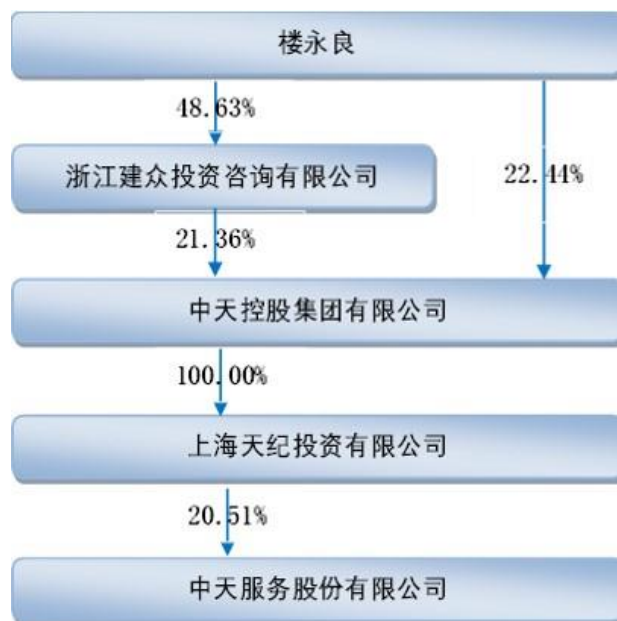 楼永良
48.63%
浙江建众投资咨询有限公司
22.44%
21.36%
中天控股集团有限公司
100.00%
上海天纪投资有限公司
20.51%
中天服务股份有限公司